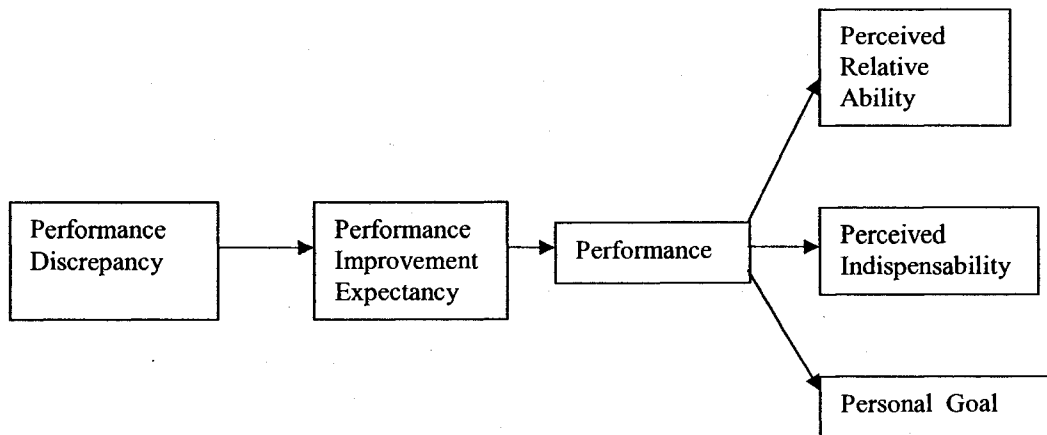 Perceived
Relative
Ability
Performance
Discrepancy
Performance
Improvement
Expectancy
Performance
Perceived
Indispensability
Personal Goal